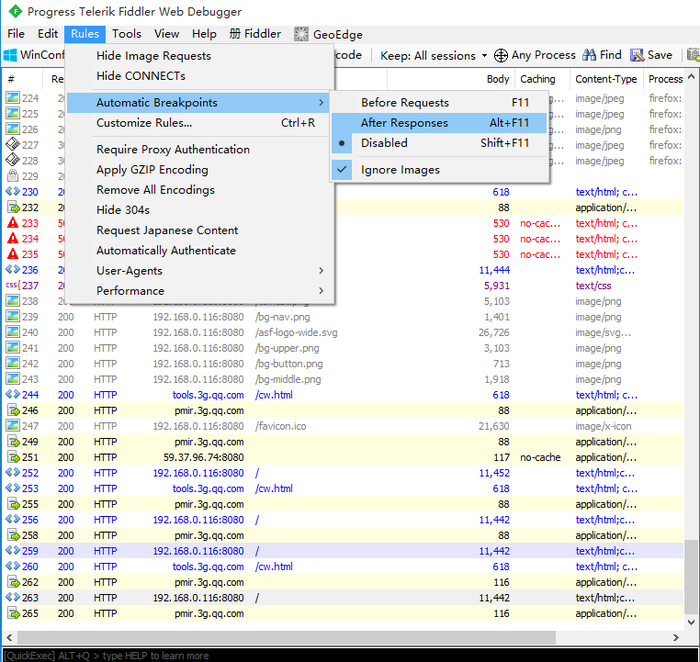 Progress Telerik Fiddler Web Debugger
File Edit Rules Tools View Help 册 Fiddler GeoEdge
WinConf code Keep: All sessions Any Process Find Save
Hide Image Requests
Hide CONNECTs
# Re Body Caching Content-Type Process
Automatic Breakpoints
Before Requests F11
Customize Rules... Ctrl+R
After Responses Alt+F11
Disabled Shift+F11
Ignore Images
Require Proxy Authentication
Apply GZIP Encoding
Remove All Encodings
Hide 304s
Request Japanese Content
Automatically Authenticate
User-Agents
Performance
224 20 g... image/jpeg firefox:
225 20 g... image/jpeg firefox:
226 20 g... image/jpeg firefox:
227 20 g... image/jpeg firefox:
228 20 g... image/jpeg firefox:
229 20
230 20 618 text/html; c...
232 20 88 application/...
233 50 530 no-cac... text/html; c...
234 50 530 no-cac... text/html; c...
235 50 530 no-cac... text/html; c...
236 20 11,444 text/html;c...
237 20 5,931 text/css
238 200 HTTP 192.168.0.116:8080 5,103 image/png
239 200 HTTP 192.168.0.116:8080 /bg-nav.png 1,401 image/png
240 200 HTTP 192.168.0.116:8080 /asf-logo-wide.svg 26,726 image/svg...
241 200 HTTP 192.168.0.116:8080 /bg-upper.png 3,103 image/png
242 200 HTTP 192.168.0.116:8080 /bg-button.png 713 image/png
243 200 HTTP 192.168.0.116:8080 /bg-middle.png 1,918 image/png
244 200 HTTP tools.3g.qq.com /cw.html 618 text/html; c...
246 200 HTTP pmir.3g.qq.com 88 application/...
247 200 HTTP 192.168.0.116:8080 /favicon.ico 21,630 image/x-icon
249 200 HTTP pmir.3g.qq.com 88 application/...
251 200 HTTP 59.37.96.74:8080 117 no-cache application/...
252 200 HTTP 192.168.0.116:8080 / 11,452 text/html;c...
253 200 HTTP tools.3g.qq.com /cw.html 618 text/html; c...
255 200 HTTP pmir.3g.qq.com 88 application/...
256 200 HTTP 192.168.0.116:8080 / 11,442 text/html;c...
258 200 HTTP pmir.3g.qq.com 88 application/...
259 200 HTTP 192.168.0.116:8080 / 11,442 text/html;c...
260 200 HTTP tools.3g.qq.com /cw.html 618 text/html; c...
262 200 HTTP pmir.3g.qq.com 116 application/...
263 200 HTTP 192.168.0.116:8080 / 11,442 text/html;c...
265 200 HTTP pmir.3g.qq.com 116 application/...
[QuickExec] ALT+Q > type HELP to learn more